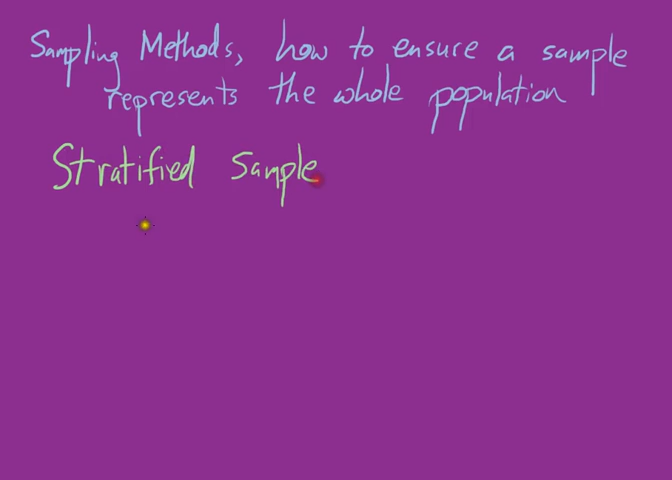 Sampling Methods, how to ensure a sample
represents the whole population
Stratified Sample